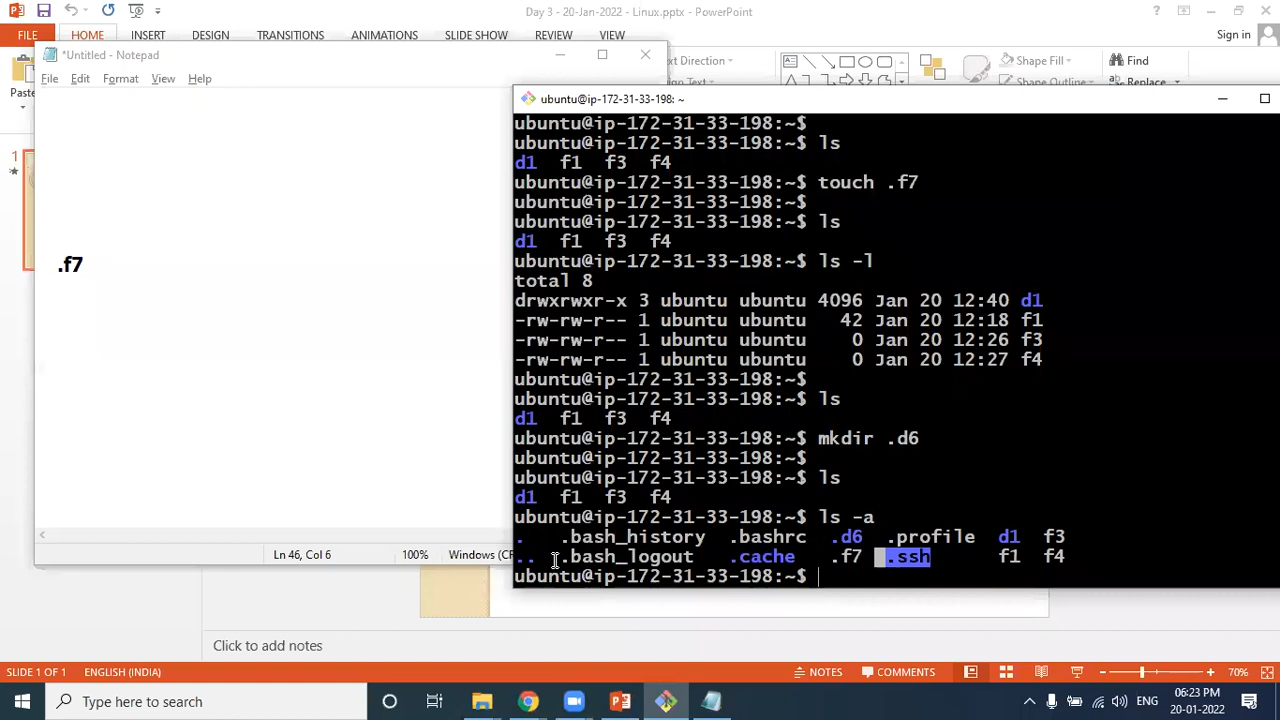 Day 3 - 20-Jan-2022 - Linux.pptx - PowerPoint
FILE HOME INSERT DESIGN TRANSITIONS ANIMATIONS SLIDE SHOW REVIEW VIEW Sign in
*Untitled - Notepad
File Edit Format View Help
Paste
Direction
Shape Fill
Find
Shape Outline
Replace
1
.f7
Ln 46, Col 6 100% Windows (CR
ubuntu@ip-172-31-33-198: ~
ubuntu@ip-172-31-33-198:~$
ubuntu@ip-172-31-33-198:~$ ls
d1 f1 f3 f4
ubuntu@ip-172-31-33-198:~$ touch .f7
ubuntu@ip-172-31-33-198:~$
ubuntu@ip-172-31-33-198:~$ ls
d1 f1 f3 f4
ubuntu@ip-172-31-33-198:~$ ls -l
total 8
drwxrwxr-x 3 ubuntu ubuntu 4096 Jan 20 12:40 d1
-rw-rw-r-- 1 ubuntu ubuntu 42 Jan 20 12:18 f1
-rw-rw-r-- 1 ubuntu ubuntu 0 Jan 20 12:26 f3
-rw-rw-r-- 1 ubuntu ubuntu 0 Jan 20 12:27 f4
ubuntu@ip-172-31-33-198:~$
ubuntu@ip-172-31-33-198:~$ ls
d1 f1 f3 f4
ubuntu@ip-172-31-33-198:~$ mkdir .d6
ubuntu@ip-172-31-33-198:~$
ubuntu@ip-172-31-33-198:~$ ls
d1 f1 f3 f4
ubuntu@ip-172-31-33-198:~$ ls -a
. .bash_history .bashrc .d6 .profile d1 f3
.. .bash_logout .cache .f7 .ssh f1 f4
ubuntu@ip-172-31-33-198:~$
Click to add notes
SLIDE 1 OF 1 ENGLISH (INDIA) NOTES COMMENTS 70%
Type here to search
ENG
06:23 PM
20-01-2022